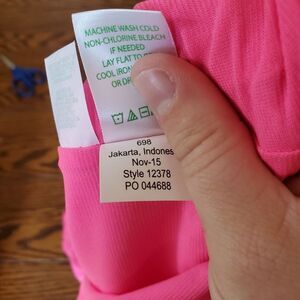 MACHINE WASH COLD
NON-CHLORINE BLEACH
IF NEEDED
LAY FLAT TO
COOL IRON
OR
698
Jakarta, Indones
Nov-15
Style 12378
PO 044688